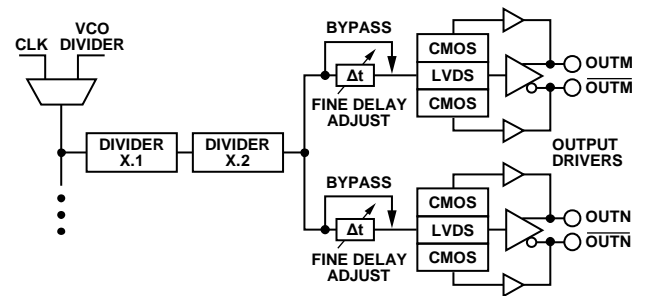 VCO
CLK DIVIDER
DIVIDER
X.1
DIVIDER
X.2
BYPASS
Δt
FINE DELAY
ADJUST
CMOS
LVDS
CMOS
OUTM
OUTM
OUTPUT
DRIVERS
BYPASS
Δt
FINE DELAY
ADJUST
CMOS
LVDS
CMOS
OUTN
OUTN